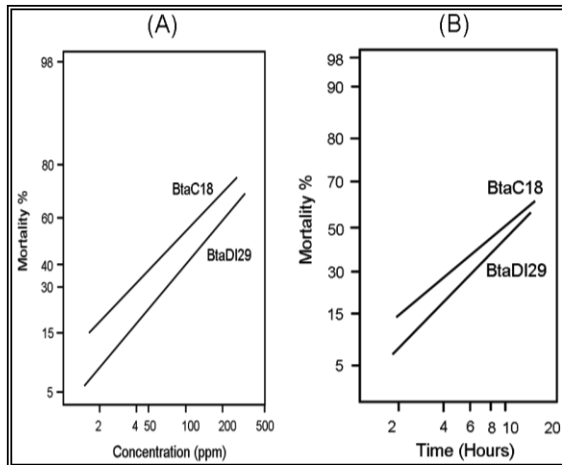 (A)
98
80
60
40
30
15
5
Mortality %
BtaC18
BtaDI29
2 4 50 100 200 500
Concentration (ppm)
(B)
98
90
80
70
50
30
15
5
Mortality %
BtaC18
BtaDI29
2 4 6 8 10 20
Time (Hours)